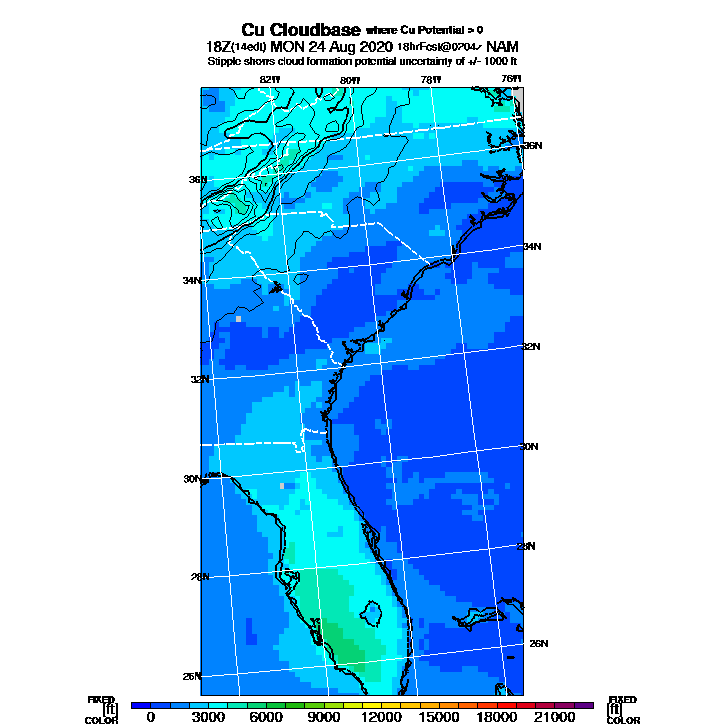 Cu Cloudbase where Cu Potential > 0
18Z(14edt) MON 24 Aug 2020 18hrFcst@0704z NAM
Stipple shows cloud formation potential uncertainty of +/- 1000 ft
82W 80W 78W 76W
36N
36N
34N
34N
32N
32N
30N
30N
28N
28N
26N
26N
FIXED FIXED
[ft] [ft]
COLOR COLOR
0 3000 6000 9000 12000 15000 18000 21000